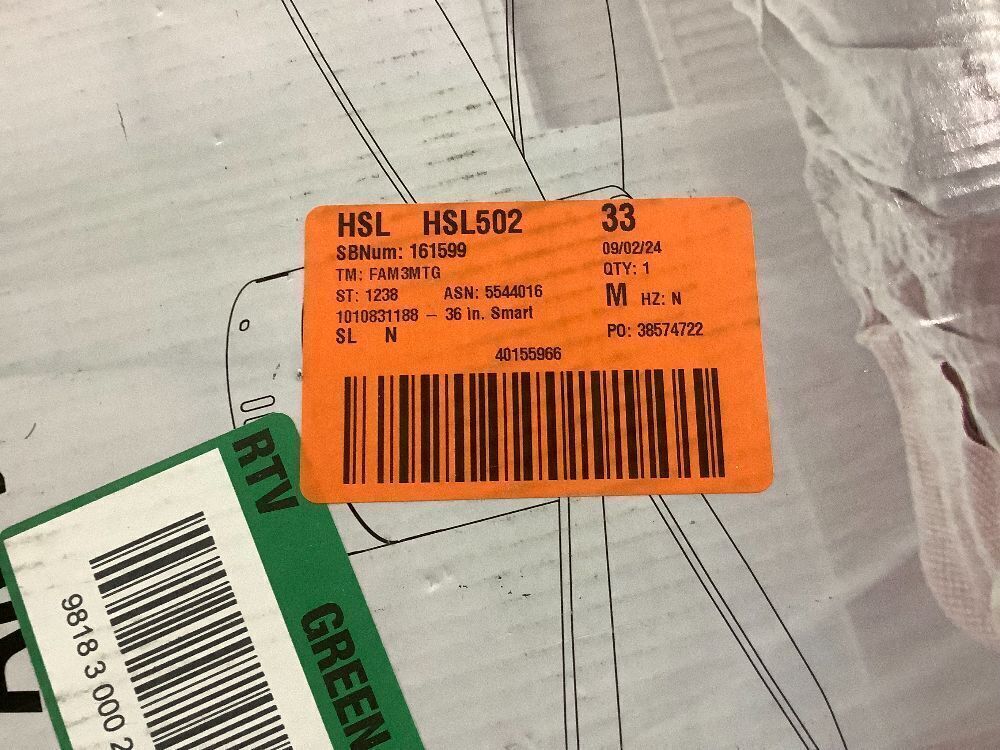 HSL HSL502 33
SBNum: 161599 09/02/24
TM: FAM3MTG QTY: 1
ST: 1238 ASN: 5544016 M HZ: N
1010831188 – 36 in. Smart
SL N PO: 38574722
40155966
RTV GREEN
9818 3 000 2